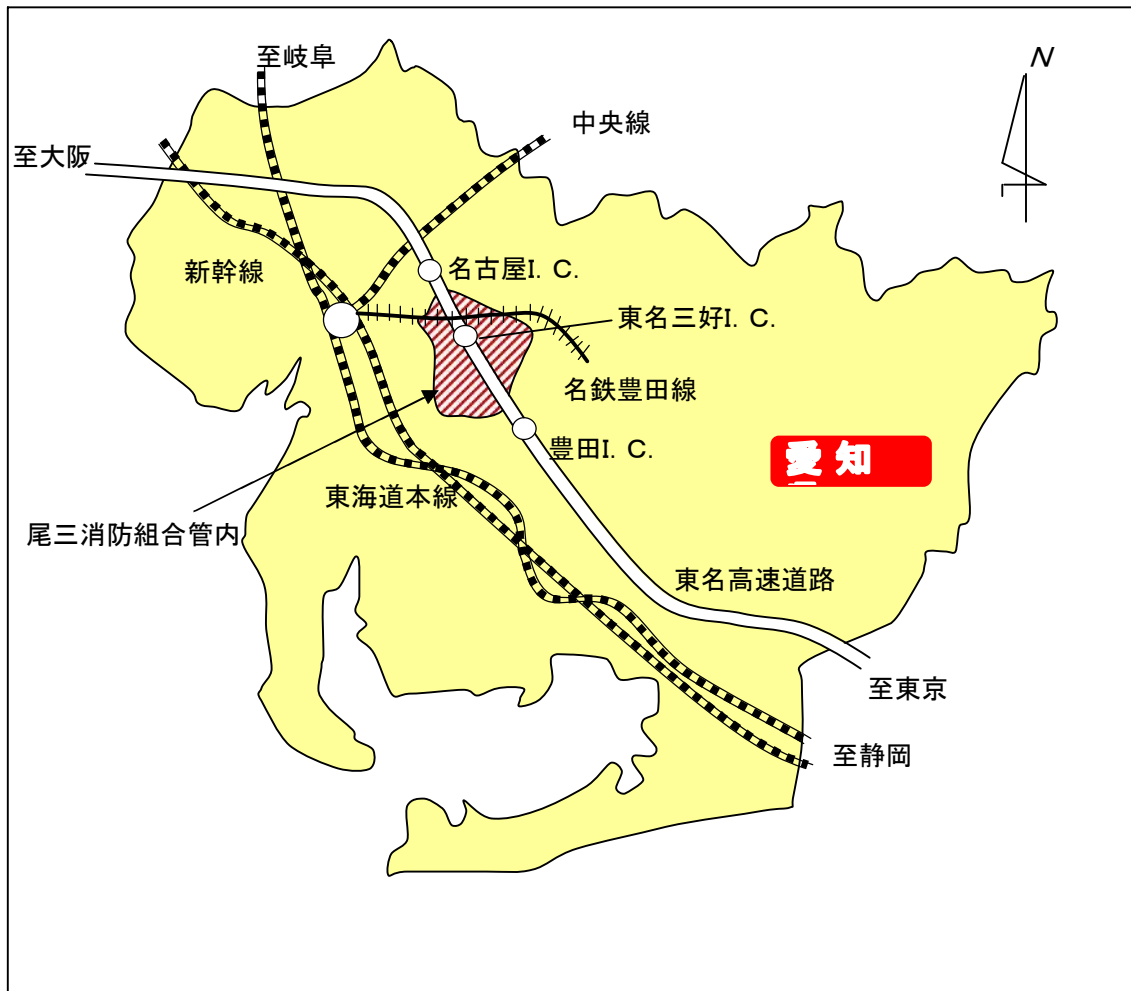 至岐阜
N
中央線
至大阪
新幹線
名古屋I. C.
東名三好I. C.
名鉄豊田線
豊田I. C.
愛知
東海道本線
尾三消防組合管内
東名高速道路
至東京
至静岡